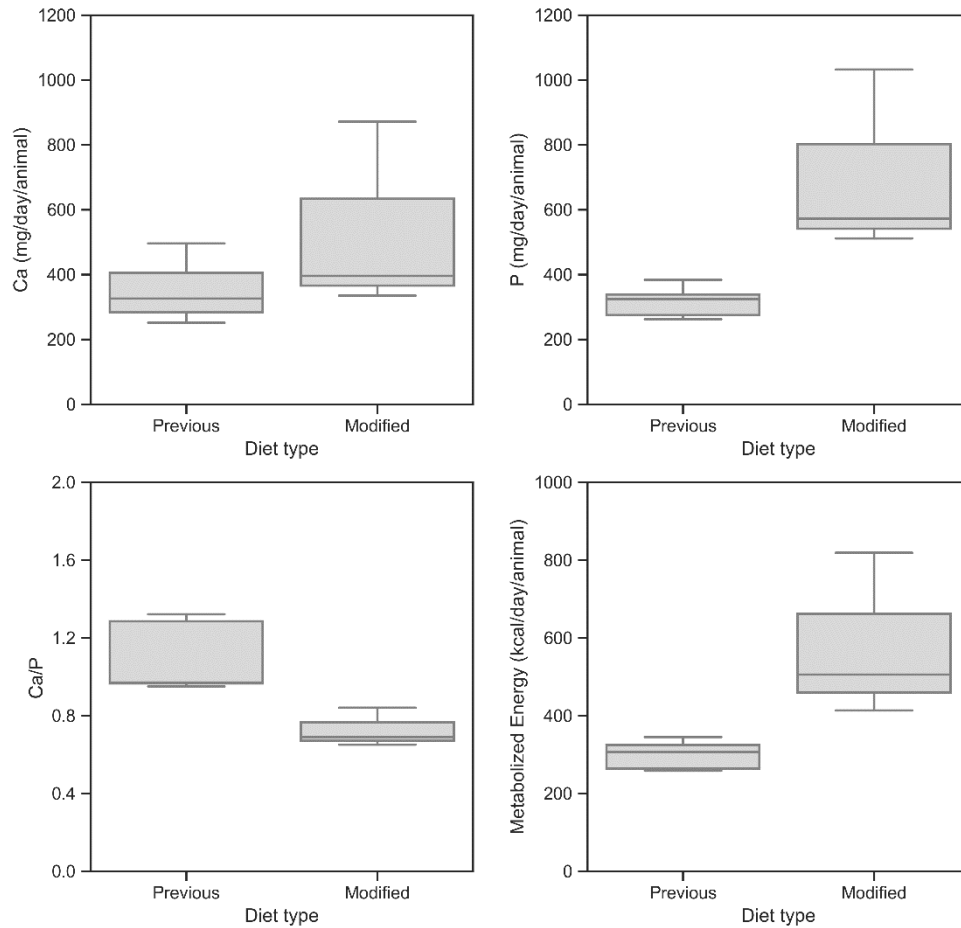 1200
1000
800
600
400
200
0
Ca (mg/day/animal)
Previous
Modified
Diet type
1200
1000
800
600
400
200
0
P (mg/day/animal)
Previous
Modified
Diet type
2.0
1.6
1.2
0.8
0.4
0.0
Ca/P
Previous
Modified
Diet type
1000
800
600
400
200
0
Metabolized Energy (kcal/day/animal)
Previous
Modified
Diet type